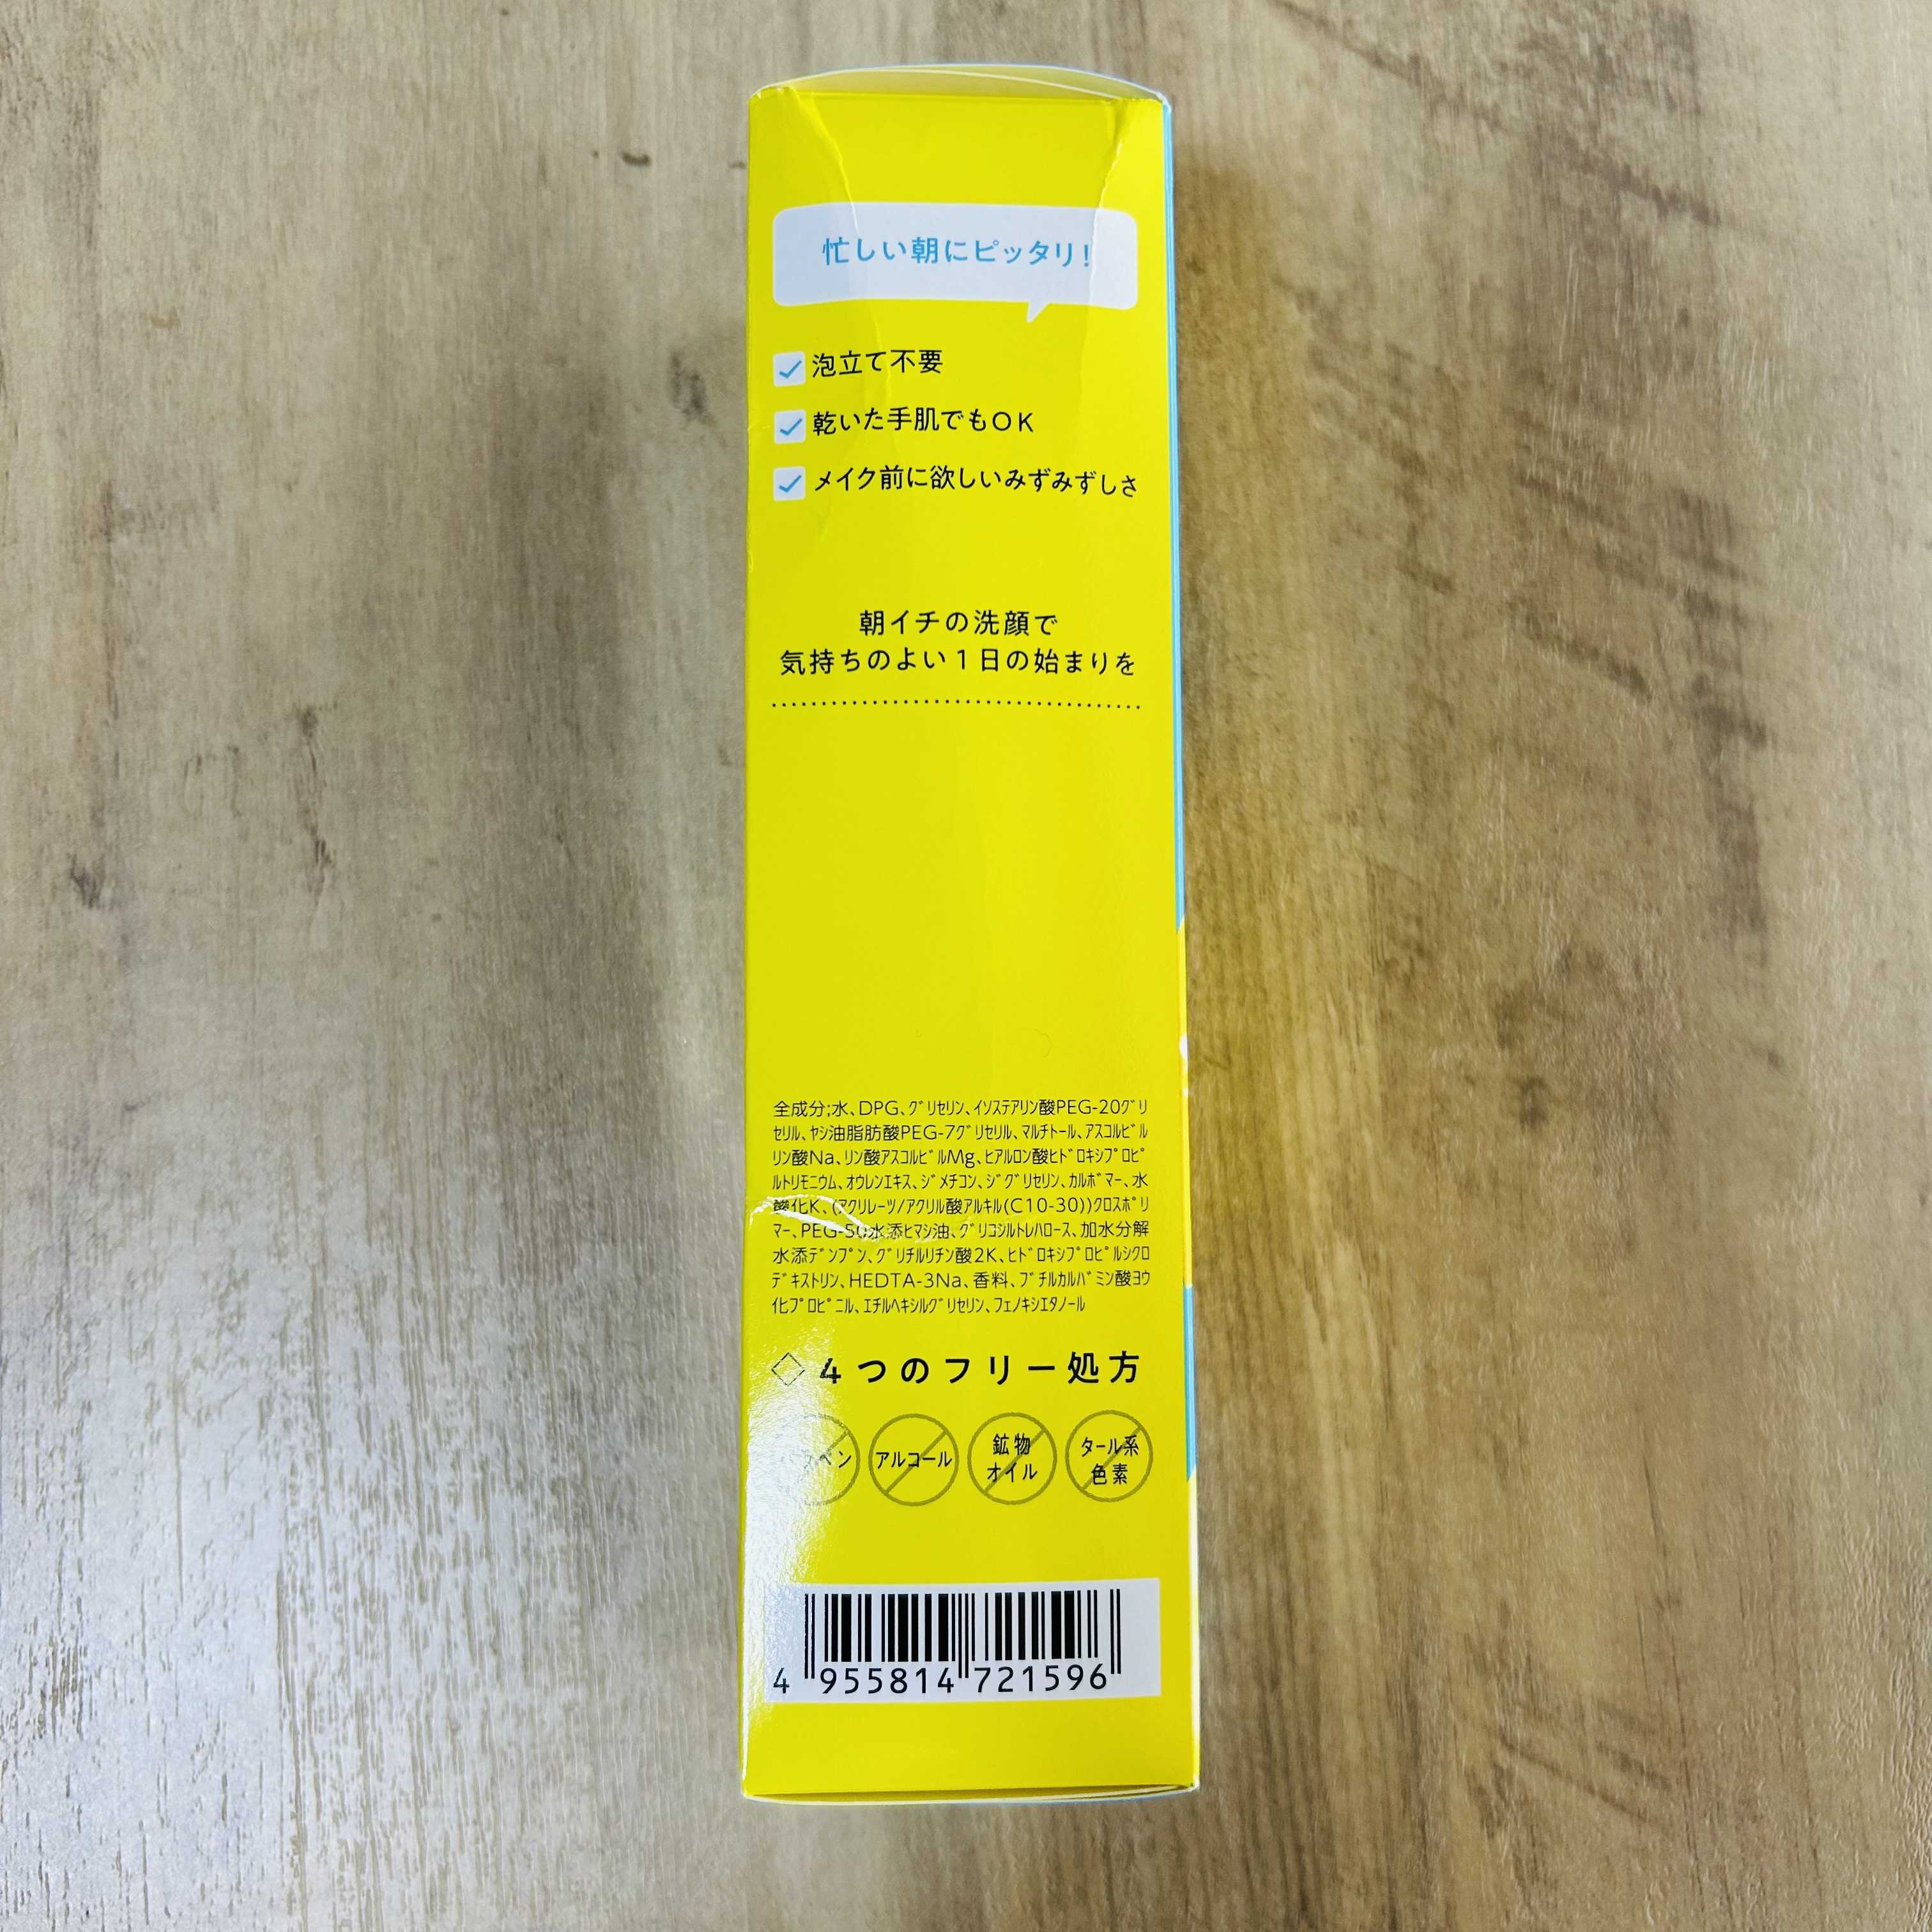 忙しい朝にピッタリ!
泡立て不要
乾いた手肌でもOK
メイク前に欲しいみずみずしさ
朝イチの洗顔で
気持ちのよい1日の始まりを
全成分;水、DPG、グリセリン、イソステアリン酸PEG-20グリ
セリル、ヤシ油脂肪酸PEG-7グリセリル、マルチトール、アスコルビル
リン酸Na、リン酸アスコルビルMg、ヒアルロン酸ヒドロキシプロピ
ルトリモニウム、オウレンエキス、ジメチコン、ジグリセリン、カルボマー、水
酸化K、(アクリレーツ/アクリル酸アルキル(C10-30))クロスポリ
マー、PEG-50水添ヒマシ油、グリコシルトレハロース、加水分解
水添デンプン、グリチルリチン酸2K、ヒドロキシプロピルシクロ
デキストリン、HEDTA-3Na、香料、ブチルカルバミン酸ヨウ
化プロピニル、エチルヘキシルグリセリン、フェノキシエタノール
◇4つのフリー処方
アルコール
鉱物
オイル
タール系
色素
4 955814 721596